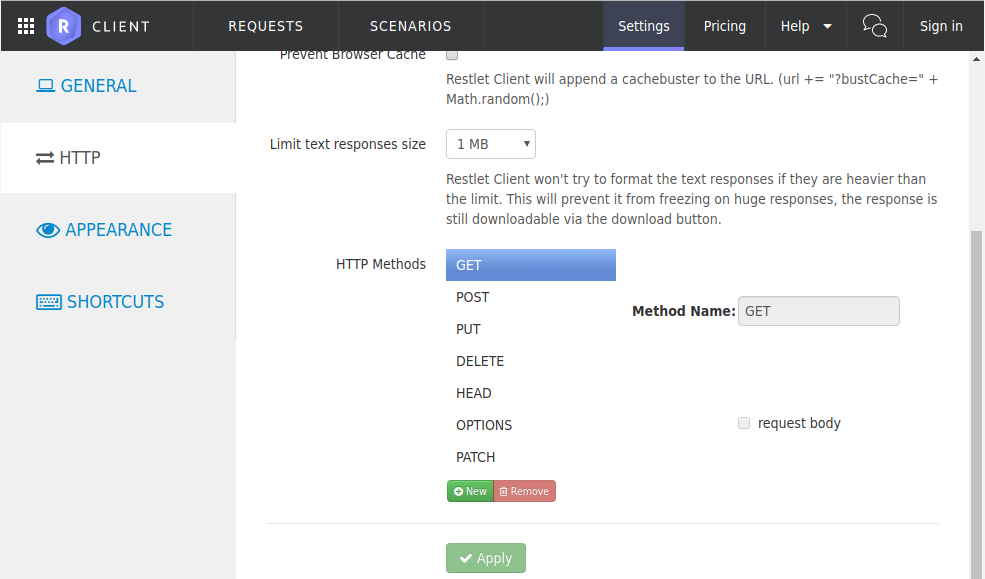 R CLIENT REQUESTS SCENARIOS Settings Pricing Help Sign in
GENERAL
HTTP
APPEARANCE
SHORTCUTS
Prevent Browser Cache
Restlet Client will append a cachebuster to the URL. (url += "?bustCache=" +
Math.random();)
Limit text responses size 1 MB
Restlet Client won't try to format the text responses if they are heavier than
the limit. This will prevent it from freezing on huge responses, the response is
still downloadable via the download button.
HTTP Methods GET
POST
PUT
DELETE
HEAD
OPTIONS
PATCH
Method Name: GET
request body
New Remove
Apply